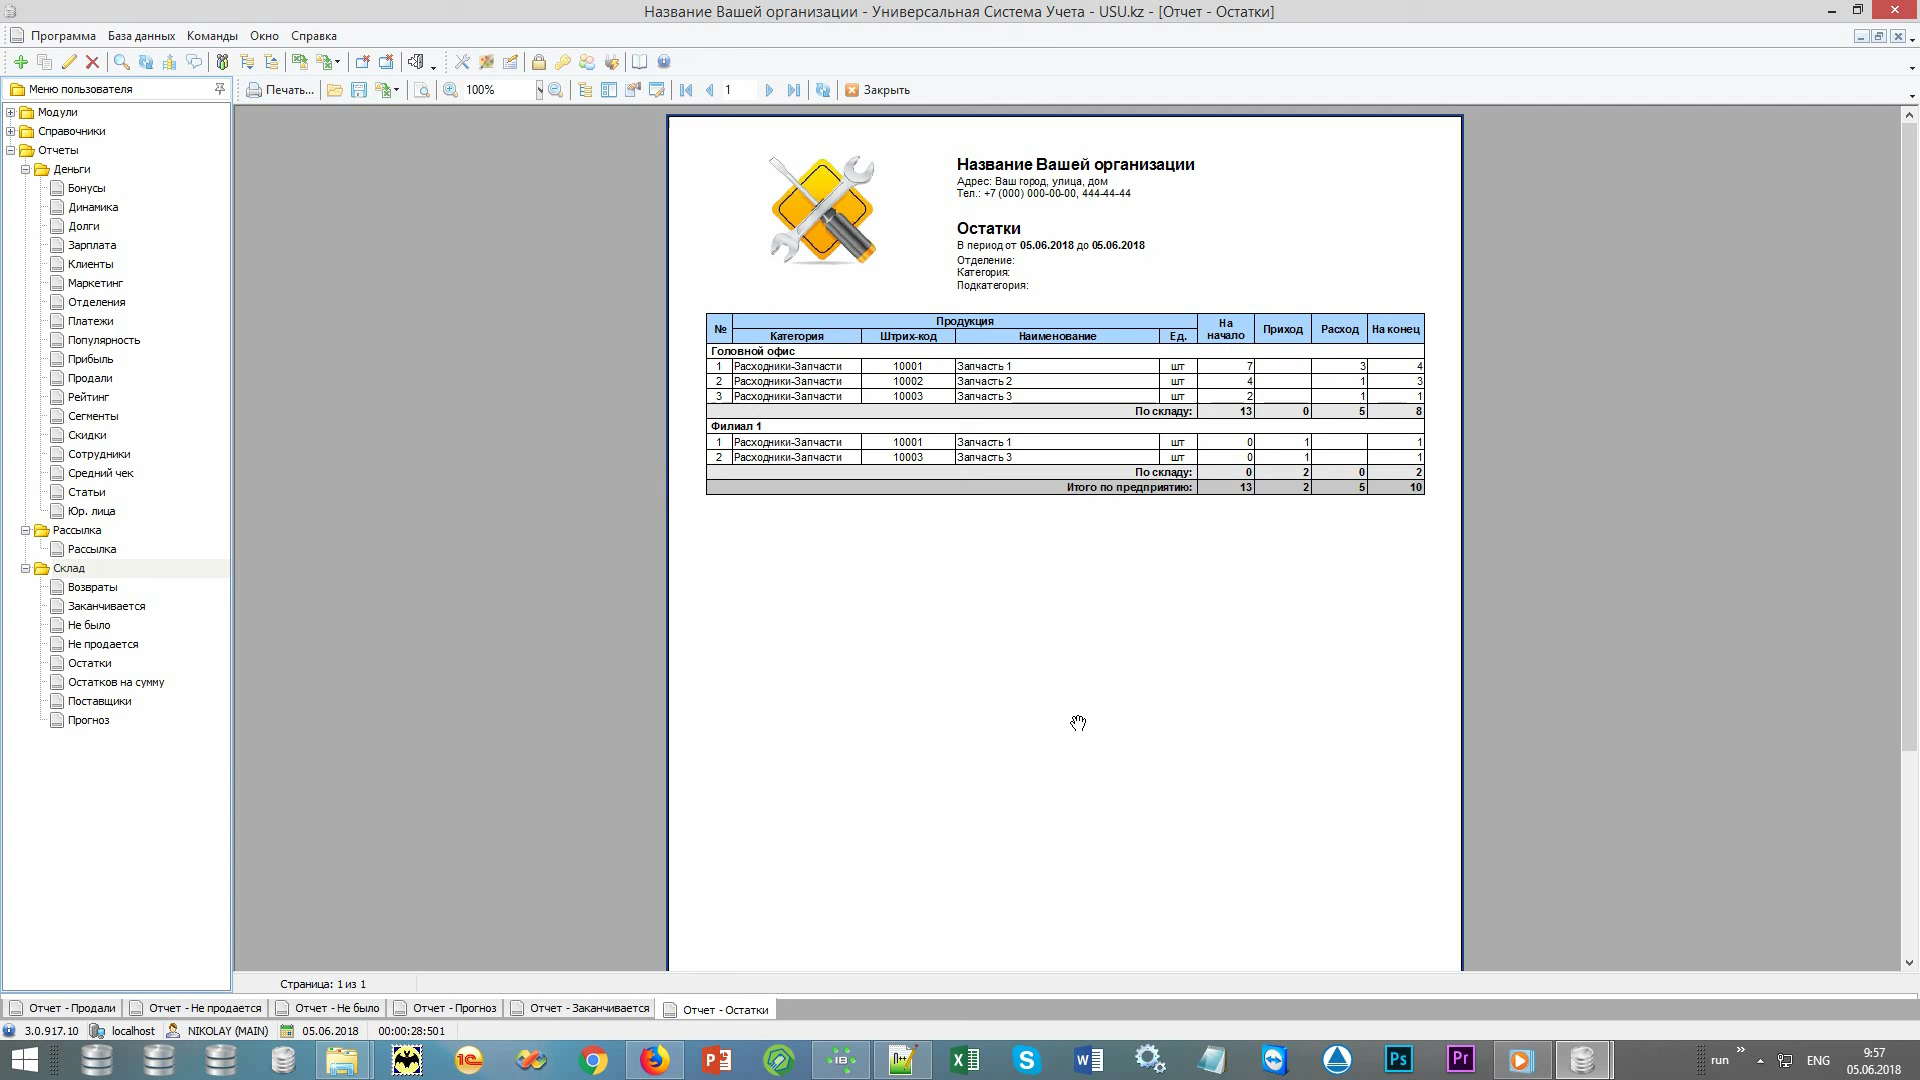 Название Вашей организации - Универсальная Система Учета - USU.kz - [Отчет - Остатки]
Программа База данных Команды Окно Справка
Меню пользователя
Печать... 100% 1 Закрыть
Модули
Справочники
Отчеты
Деньги
Бонусы
Динамика
Долги
Зарплата
Клиенты
Маркетинг
Отделения
Платежи
Популярность
Прибыль
Продали
Рейтинг
Сегменты
Скидки
Сотрудники
Средний чек
Статьи
Юр. лица
Рассылка
Рассылка
Склад
Возвраты
Заканчивается
Не было
Не продается
Остатки
Остатков на сумму
Поставщики
Прогноз
Название Вашей организации
Адрес: Ваш город, улица, дом
Тел.: +7 (000) 000-00-00, 444-44-44
Остатки
В период от 05.06.2018 до 05.06.2018
Отделение:
Категория:
Подкатегория:
№ Продукция На начало Приход Расход На конец
Категория Штрих-код Наименование Ед.
Головной офис
1 Расходники-Запчасти 10001 Запчасть 1 шт 7 3 4
2 Расходники-Запчасти 10002 Запчасть 2 шт 4 1 3
3 Расходники-Запчасти 10003 Запчасть 3 шт 2 1 1
По складу: 13 0 5 8
Филиал 1
1 Расходники-Запчасти 10001 Запчасть 1 шт 0 1 1
2 Расходники-Запчасти 10003 Запчасть 3 шт 0 1 1
По складу: 0 2 0 2
Итого по предприятию: 13 2 5 10
Страница: 1 из 1
Отчет - Продали Отчет - Не продается Отчет - Не было Отчет - Прогноз Отчет - Заканчивается Отчет - Остатки
3.0.917.10 localhost NIKOLAY (MAIN) 05.06.2018 00:00:28:501
run ENG 9:57
05.06.2018